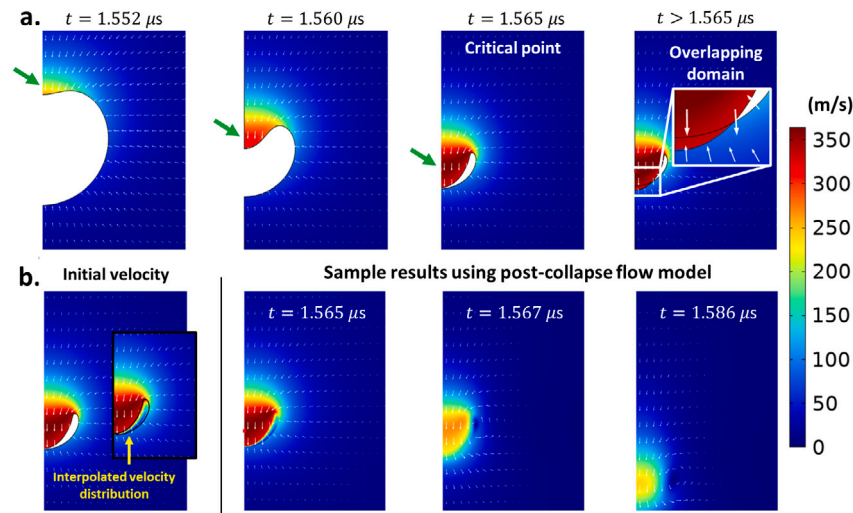 a.
t = 1.552 μs
t = 1.560 μs
t = 1.565 μs
t > 1.565 μs
Critical point
Overlapping
domain
(m/s)
350
300
250
200
150
100
50
0
b.
Initial velocity
Sample results using post-collapse flow model
t = 1.565 μs
t = 1.567 μs
t = 1.586 μs
Interpolated velocity
distribution